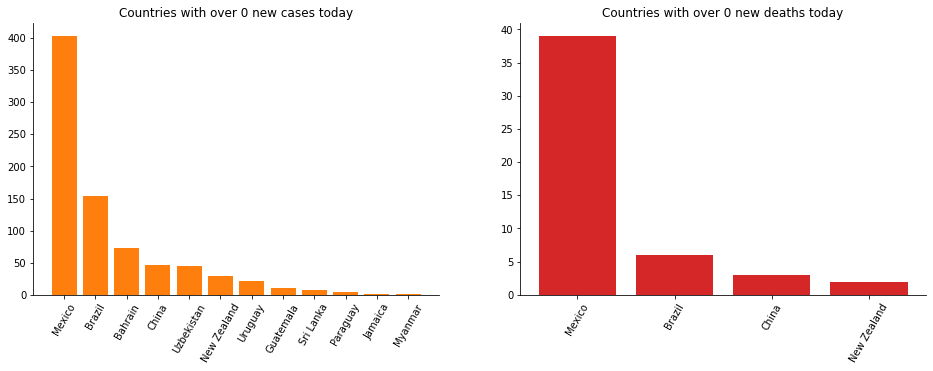 Countries with over 0 new cases today
400
350
300
250
200
150
100
50
0
Mexico
Brazil
Bahrain
China
Uzbekistan
New Zealand
Uruguay
Guatemala
Sri Lanka
Paraguay
Jamaica
Myanmar
Countries with over 0 new deaths today
40
35
30
25
20
15
10
5
0
Mexico
Brazil
China
New Zealand